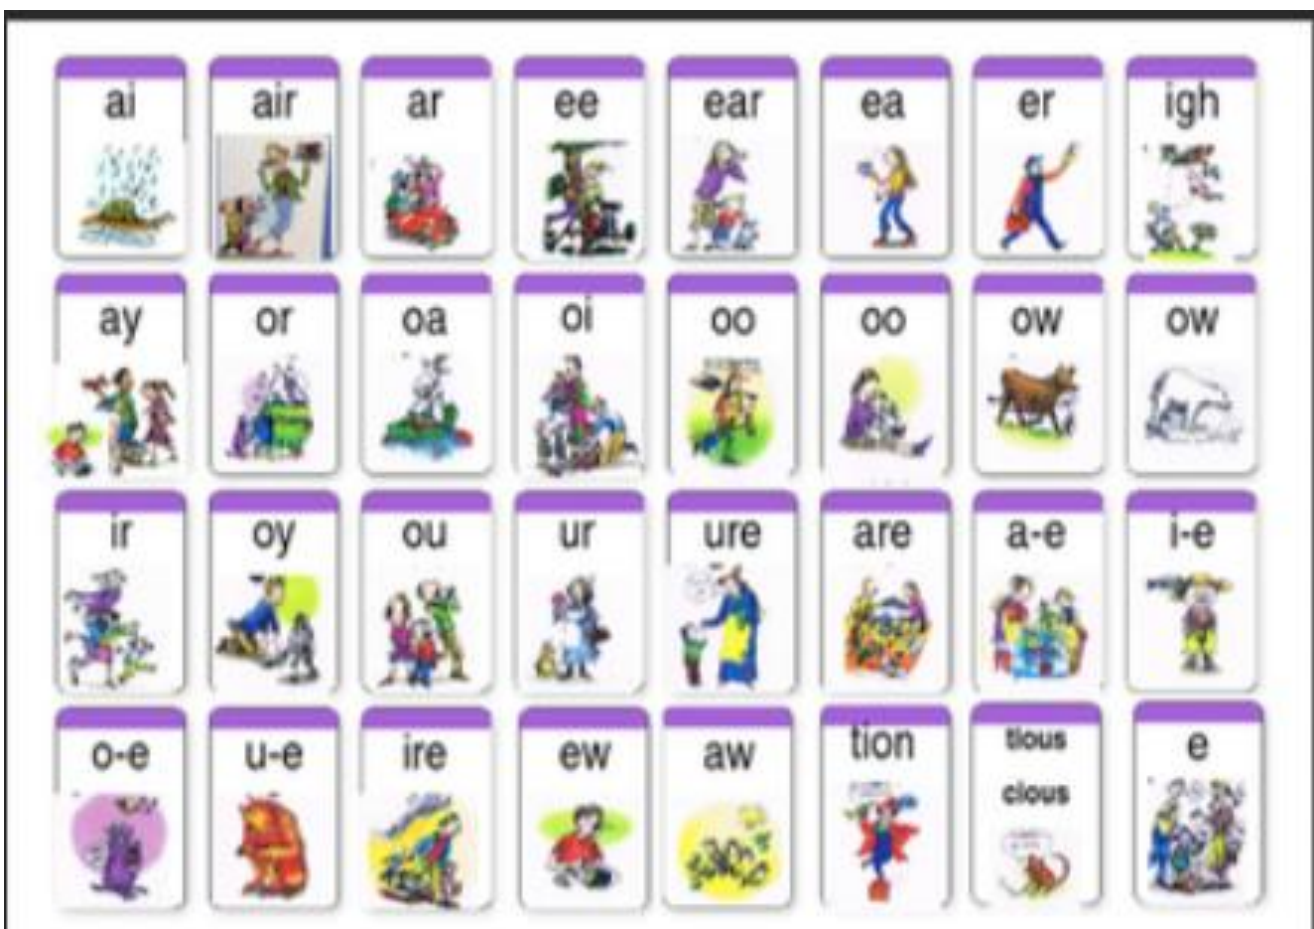 ai air ar ee ear ea er igh
ay or oa oi oo oo ow ow
ir oy ou ur ure are a-e i-e
o-e u-e ire ew aw tion tious e
cious